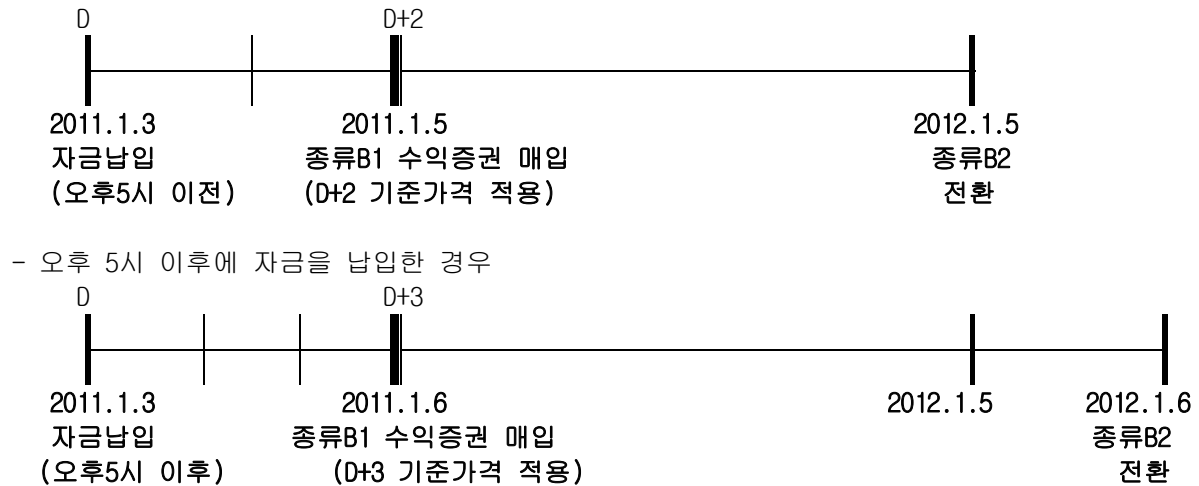 D D+2
2011.1.3 2011.1.5 2012.1.5
자금납입 종류B1 수익증권 매입 종류B2
(오후5시 이전) (D+2 기준가격 적용) 전환
- 오후 5시 이후에 자금을 납입한 경우
D D+3
2011.1.3 2011.1.6 2012.1.5 2012.1.6
자금납입 종류B1 수익증권 매입 종류B2
(오후5시 이후) (D+3 기준가격 적용) 전환